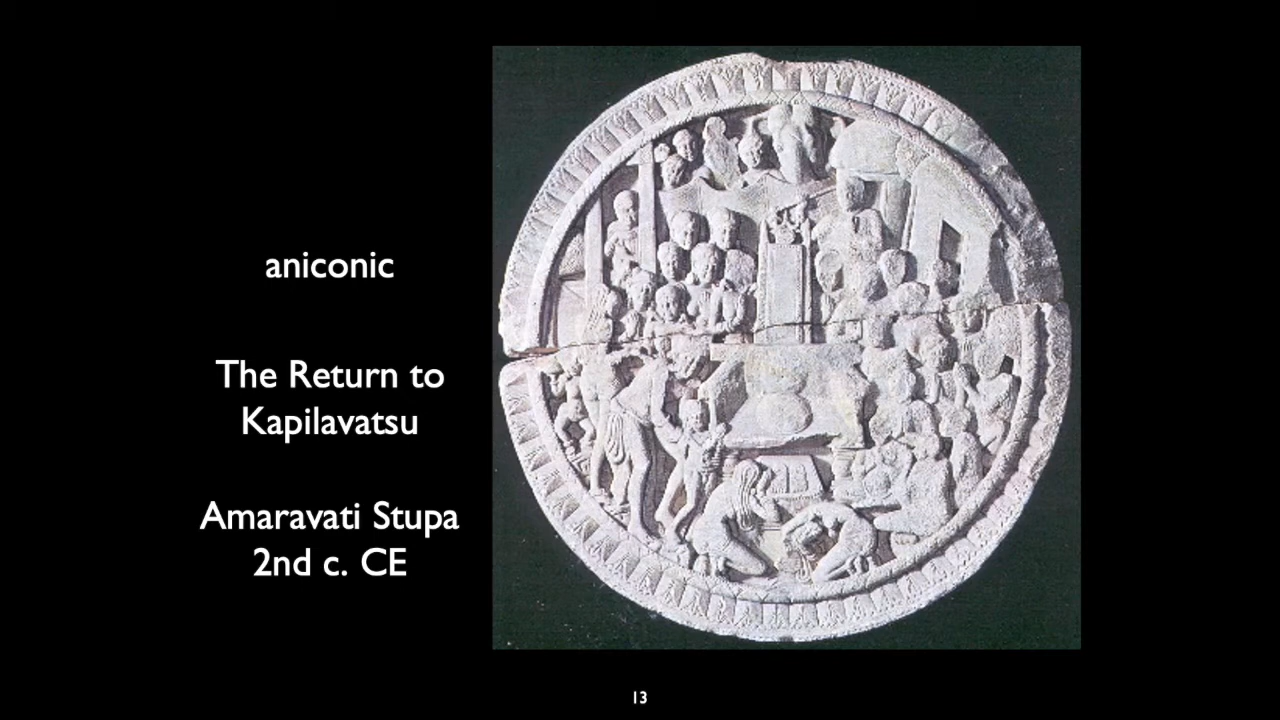 aniconic
The Return to
Kapilavatsu
Amaravati Stupa
2nd c. CE
13